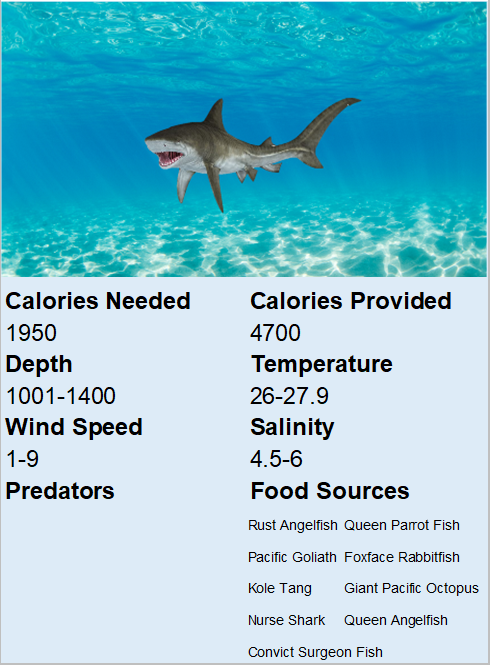 Calories Needed Calories Provided
1950 4700
Depth Temperature
1001-1400 26-27.9
Wind Speed Salinity
1-9 4.5-6
Predators Food Sources
Rust Angelfish Queen Parrot Fish
Pacific Goliath Foxface Rabbitfish
Kole Tang Giant Pacific Octopus
Nurse Shark Queen Angelfish
Convict Surgeon Fish